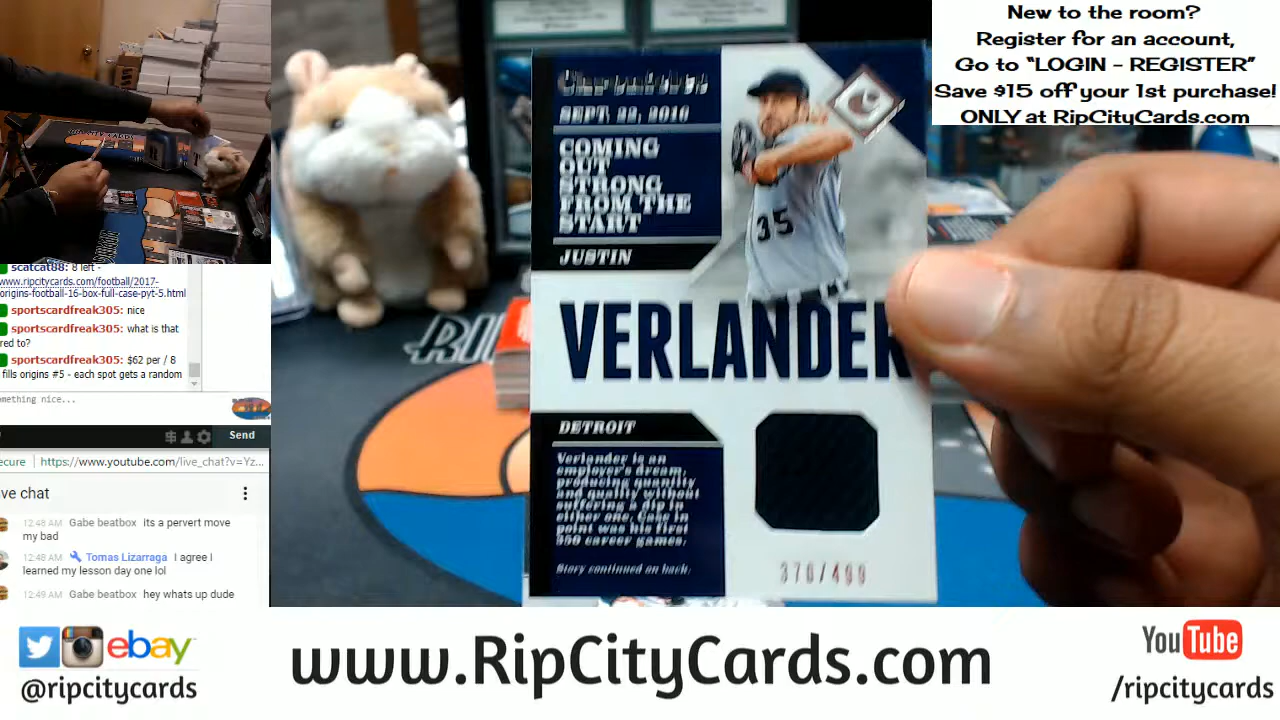 New to the room?
Register for an account,
Go to “LOGIN - REGISTER”
Save $15 off your 1st purchase!
ONLY at RipCityCards.com
SEPT. 22, 2016
COMING
OUT
STRONG
FROM THE
START
JUSTIN
VERLANDER
DETROIT
Verlander is an
employer's dream,
producing quantity
and quality without
suffering a dip in
either one. Case in
point was his first
350 career games.
Story continued on back.
370/499
35
scatcat88: 8 left -
www.ripcitycards.com/football/2017-
origins-football-16-box-full-case-pyt-5.html
sportscardfreak305: nice
sportscardfreak305: what is that
red to?
sportscardfreak305: $62 per / 8
fills origins #5 - each spot gets a random
omething nice...
Send
ecure | https://www.youtube.com/live_chat?v=Yz...
ve chat
12:48 AM Gabe beatbox its a pervert move
my bad
12:48 AM Tomas Lizarraga I agree I
learned my lesson day one lol
12:49 AM Gabe beatbox hey whats up dude
ebay
@ripcitycards
www.RipCityCards.com
YouTube
/ripcitycards